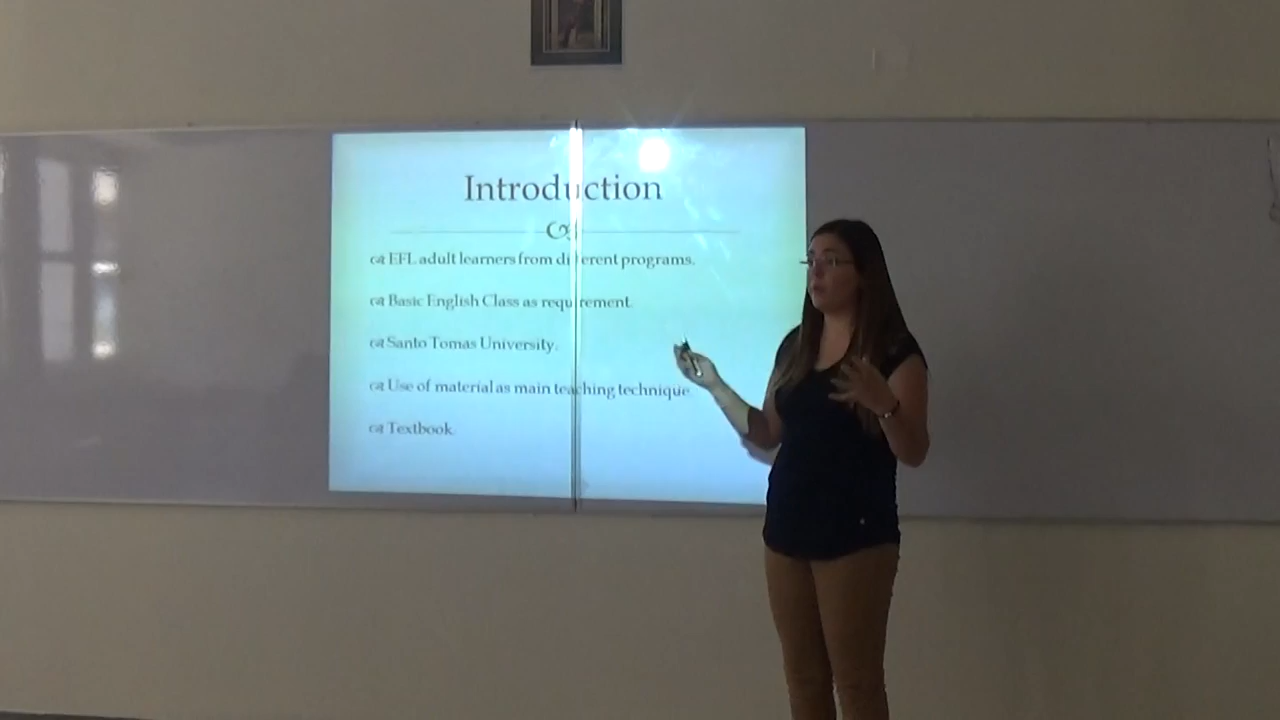 Introduction
EFL adult learners from different programs.
Basic English Class as requirement.
Santo Tomas University.
Use of material as main teaching technique
Textbook.